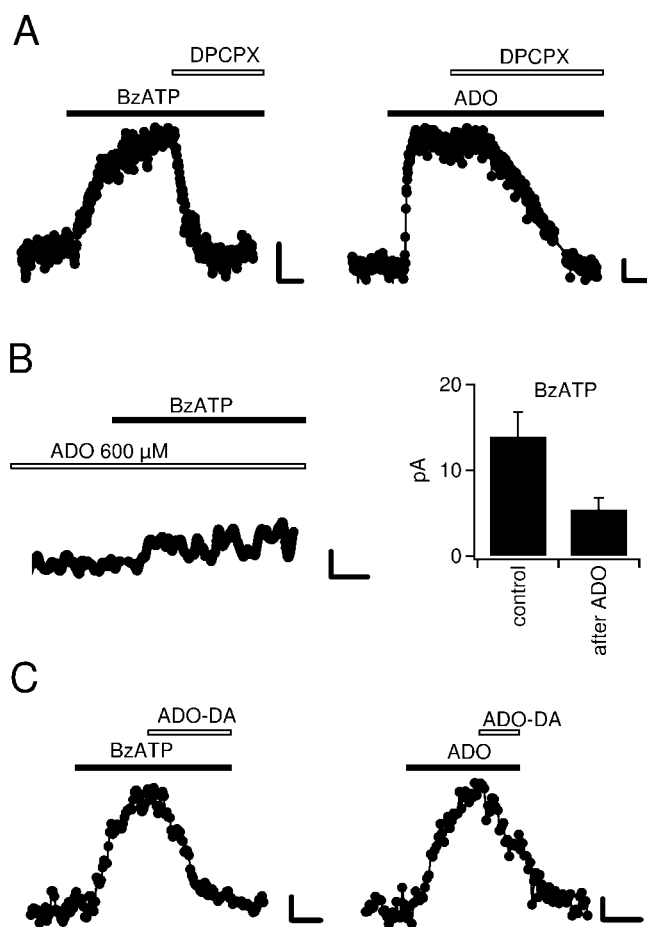 A
DPCPX
BzATP
DPCPX
ADO
B
BzATP
ADO 600 µM
BzATP
20
10
0
pA
control
after ADO
C
ADO-DA
BzATP
ADO-DA
ADO